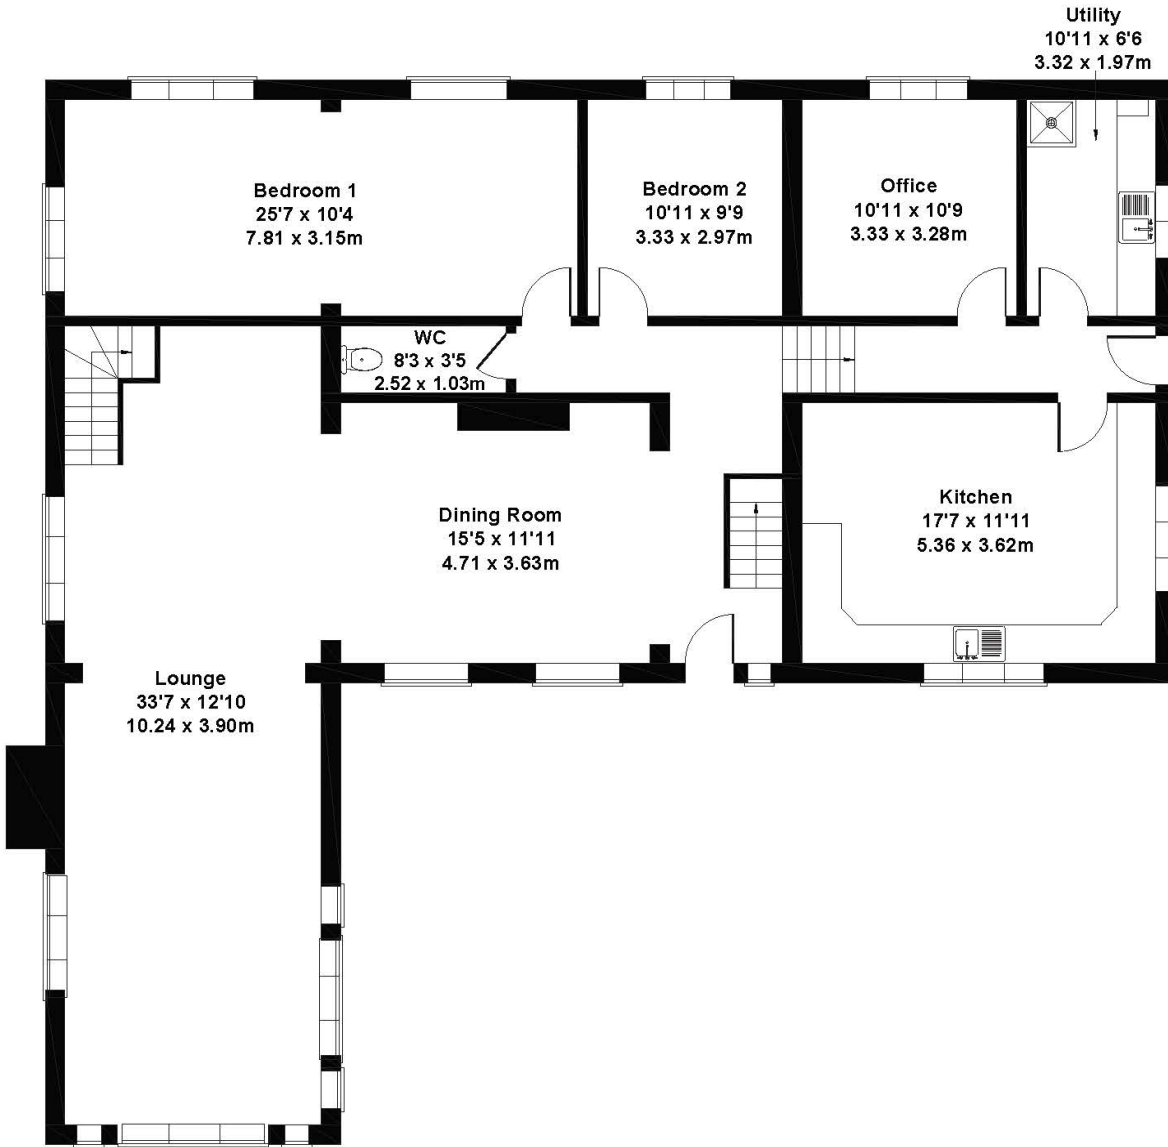 Utility
10'11 x 6'6
3.32 x 1.97m
Bedroom 1
25'7 x 10'4
7.81 x 3.15m
Bedroom 2
10'11 x 9'9
3.33 x 2.97m
Office
10'11 x 10'9
3.33 x 3.28m
WC
8'3 x 3'5
2.52 x 1.03m
Dining Room
15'5 x 11'11
4.71 x 3.63m
Kitchen
17'7 x 11'11
5.36 x 3.62m
Lounge
33'7 x 12'10
10.24 x 3.90m